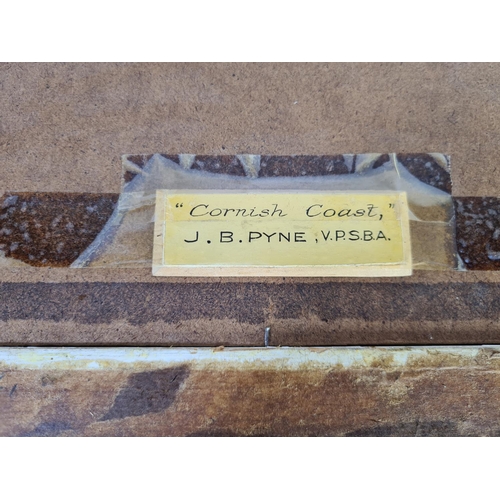 "Cornish Coast,"
J. B. PYNE, V.P.S.B.A.